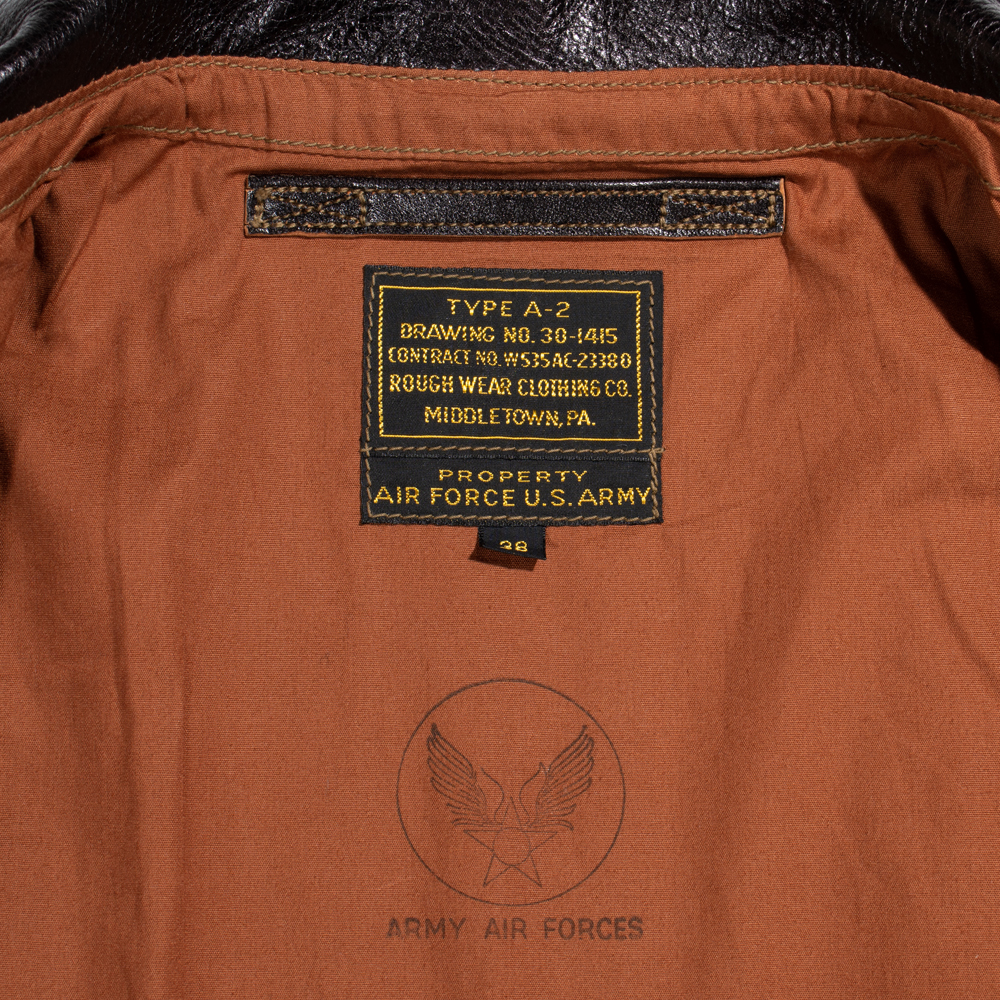 TYPE A-2
DRAWING NO. 30-1415
CONTRACT NO. W535AC-23380
ROUGH WEAR CLOTHING CO.
MIDDLETOWN, PA.
PROPERTY
AIR FORCE U.S. ARMY
38
ARMY AIR FORCES